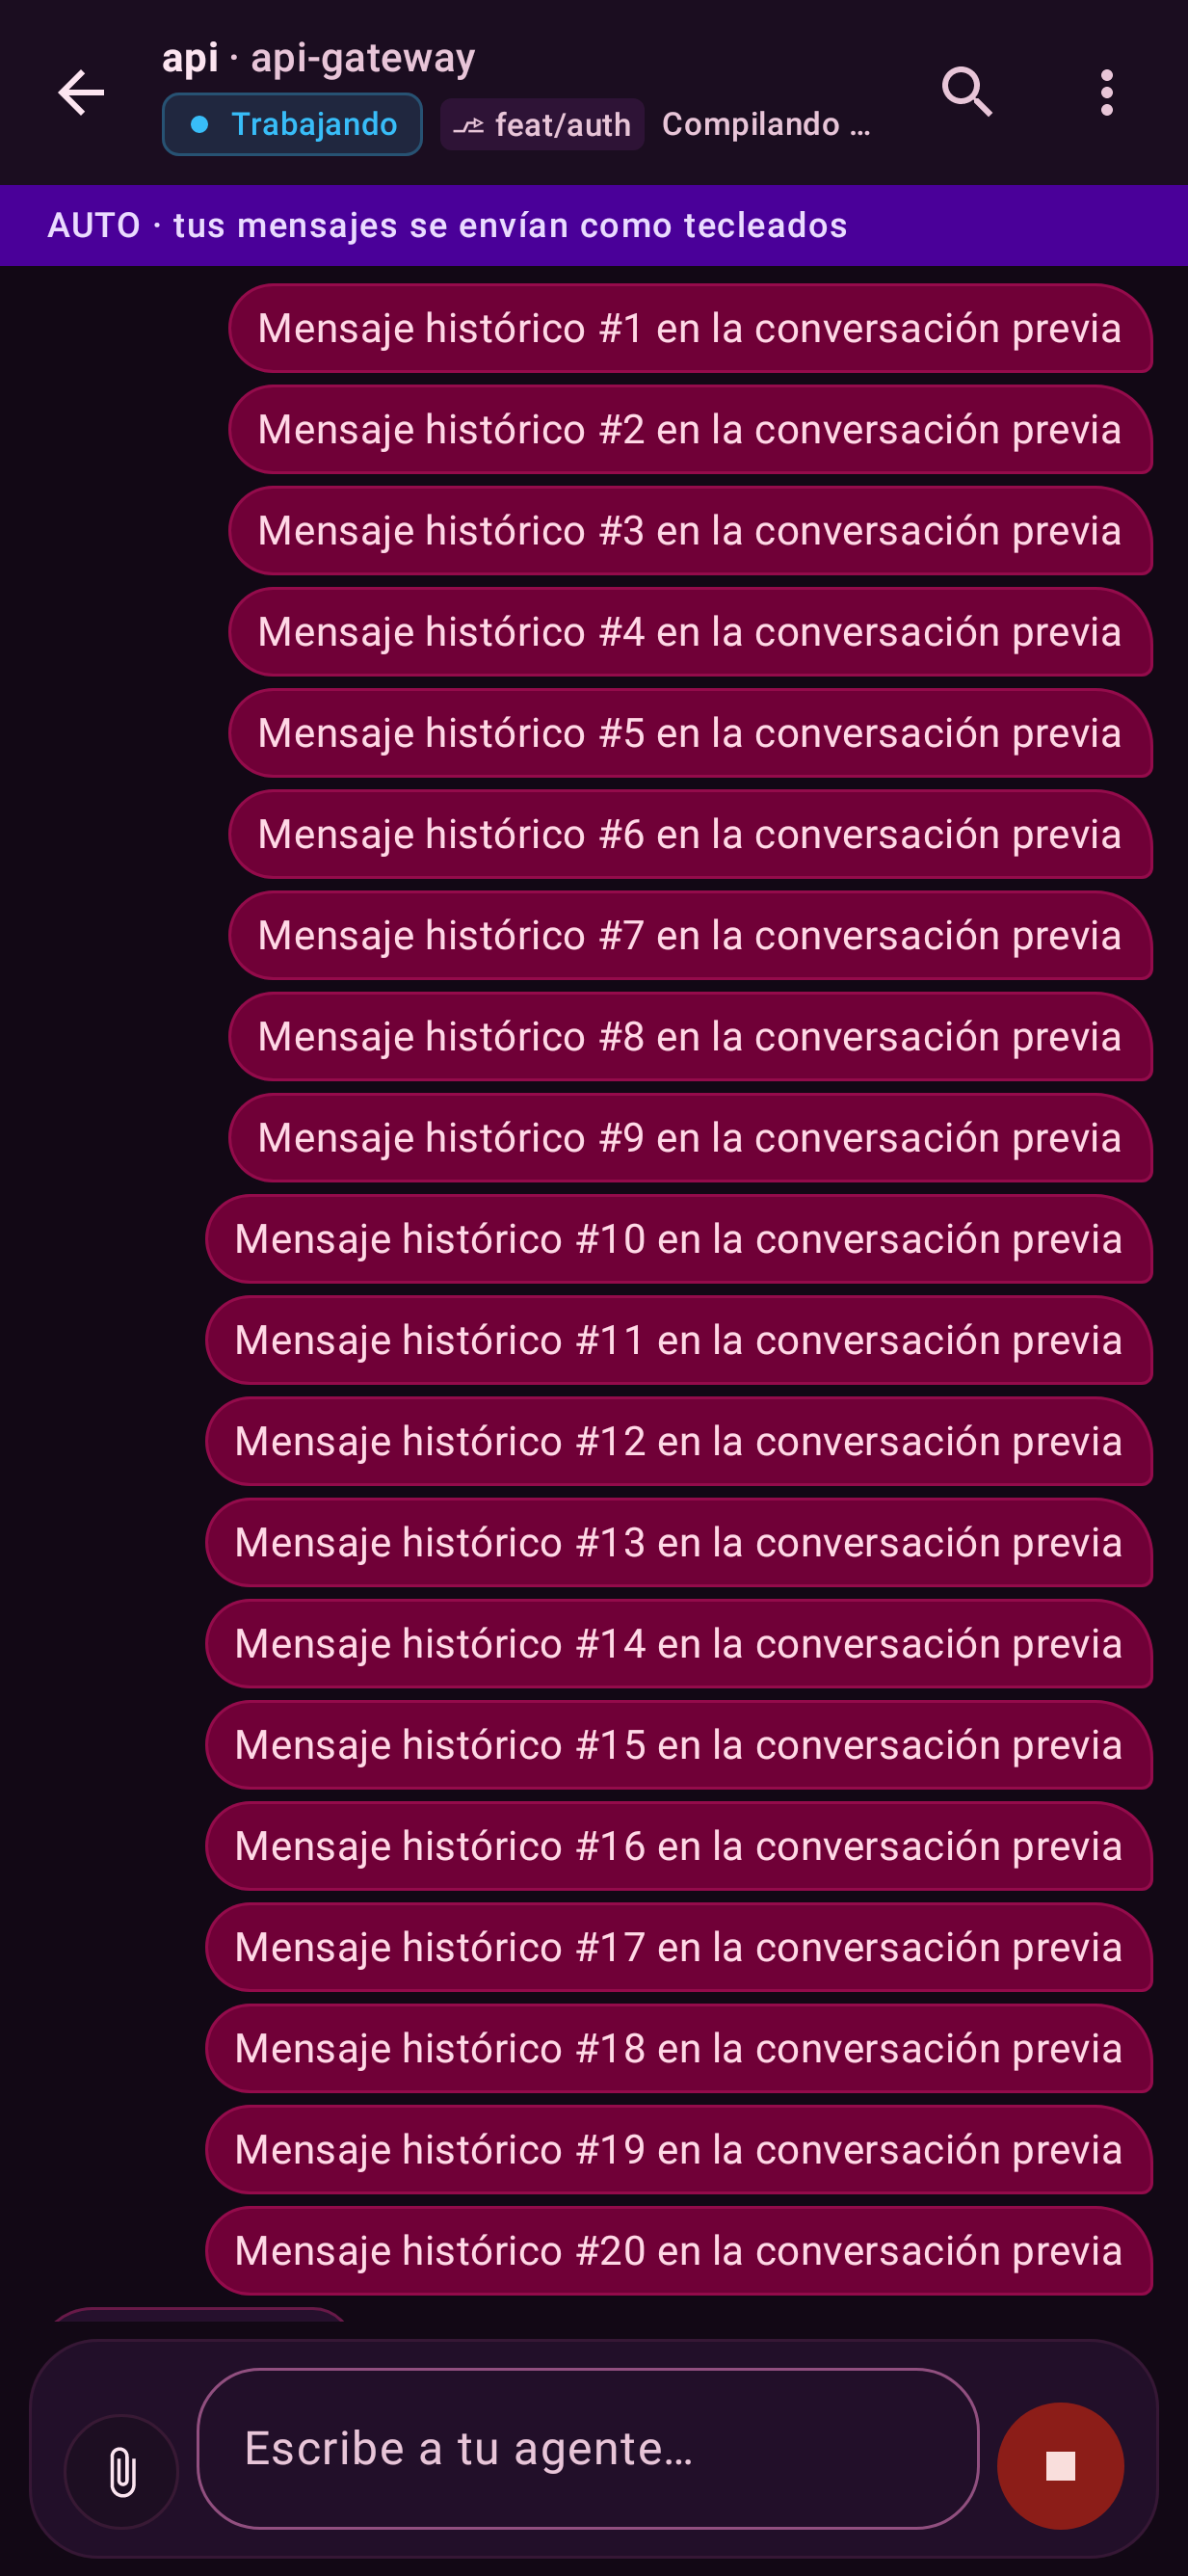 api · api-gateway
Trabajando feat/auth Compilando …
AUTO · tus mensajes se envían como tecleados
Mensaje histórico #1 en la conversación previa
Mensaje histórico #2 en la conversación previa
Mensaje histórico #3 en la conversación previa
Mensaje histórico #4 en la conversación previa
Mensaje histórico #5 en la conversación previa
Mensaje histórico #6 en la conversación previa
Mensaje histórico #7 en la conversación previa
Mensaje histórico #8 en la conversación previa
Mensaje histórico #9 en la conversación previa
Mensaje histórico #10 en la conversación previa
Mensaje histórico #11 en la conversación previa
Mensaje histórico #12 en la conversación previa
Mensaje histórico #13 en la conversación previa
Mensaje histórico #14 en la conversación previa
Mensaje histórico #15 en la conversación previa
Mensaje histórico #16 en la conversación previa
Mensaje histórico #17 en la conversación previa
Mensaje histórico #18 en la conversación previa
Mensaje histórico #19 en la conversación previa
Mensaje histórico #20 en la conversación previa
Escribe a tu agente…